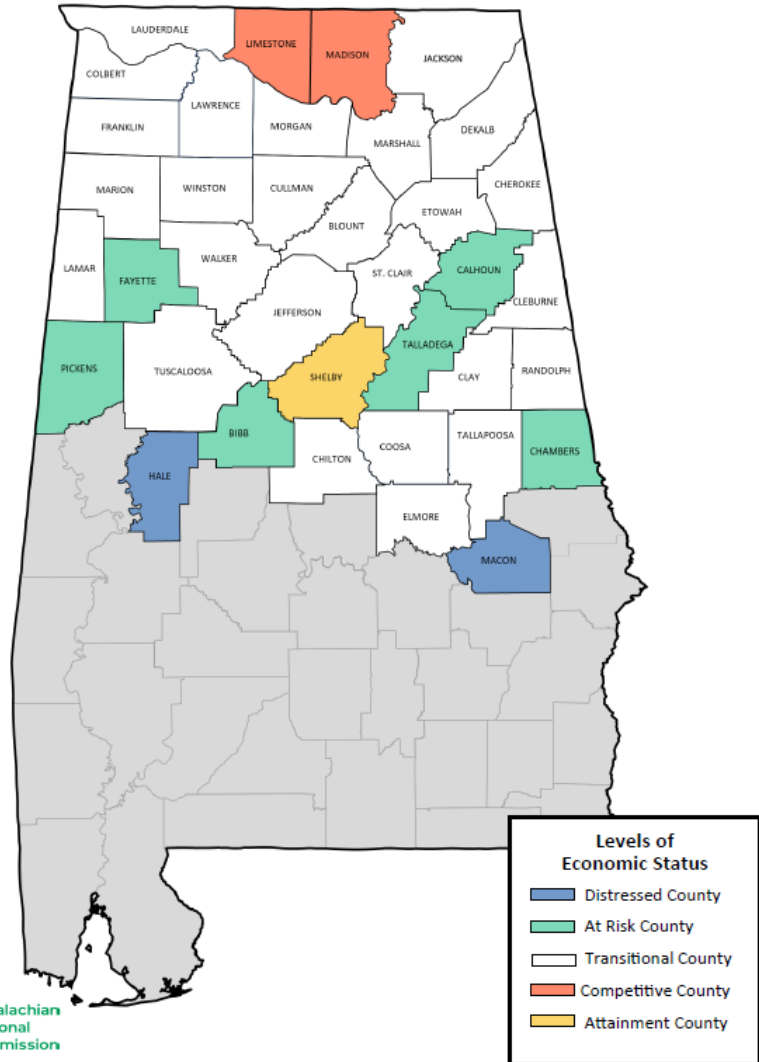 LAUDERDALE
LIMESTONE
MADISON
JACKSON
COLBERT
LAWRENCE
FRANKLIN
MORGAN
MARSHALL
DEKALB
MARION
WINSTON
CULLMAN
CHEROKEE
ETOWAH
BLOUNT
LAMAR
FAYETTE
WALKER
ST. CLAIR
CALHOUN
CLEBURNE
JEFFERSON
TALLADEGA
PICKENS
TUSCALOOSA
SHELBY
CLAY
RANDOLPH
BIBB
CHILTON
COOSA
TALLAPOOSA
CHAMBERS
HALE
ELMORE
MACON
Levels of
Economic Status
Distressed County
At Risk County
Transitional County
Competitive County
Attainment County
alachian
onal
mission